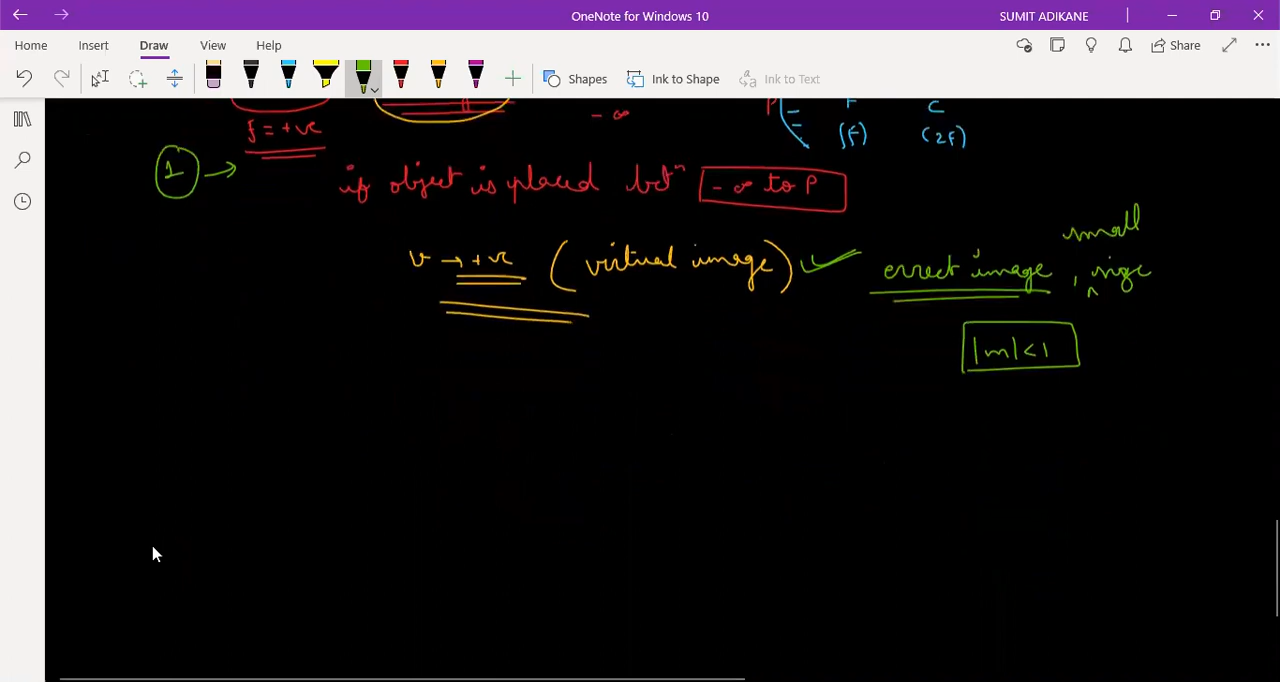 OneNote for Windows 10
SUMIT ADIKANE
Home Insert Draw View Help
Share
Shapes Ink to Shape Ink to Text
- ∞
P F C
(F) (2F)
f = +ve
1 → if object is placed betⁿ - ∞ to P
small
v → +ve (virtual image) ✓ errect image, size
|m| < 1